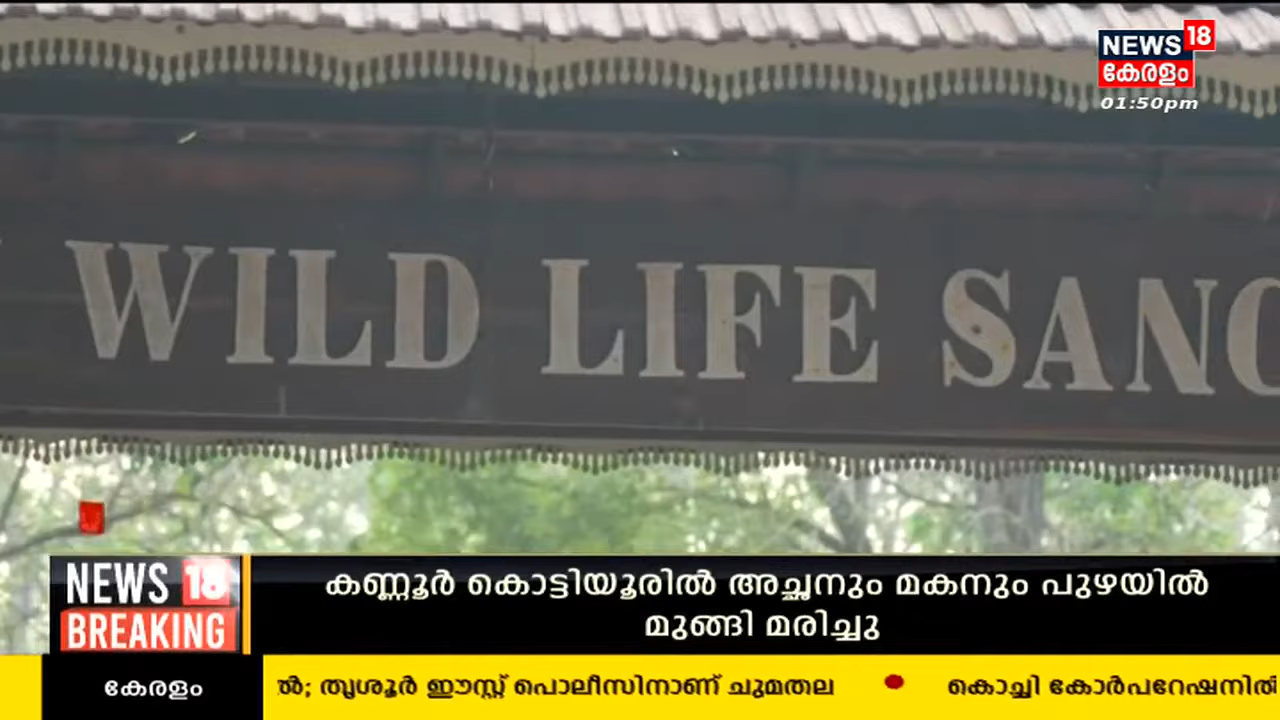 NEWS 18
കേരളം
01:50pm
WILD LIFE SANC
NEWS 18
BREAKING
കണ്ണൂർ കൊട്ടിയൂരിൽ അച്ഛനും മകനും പുഴയിൽ
മുങ്ങി മരിച്ചു
കേരളം
ൽ; തൃശൂർ ഈസ്റ്റ് പൊലീസിനാണ് ചുമതല
കൊച്ചി കോർപറേഷനിൽ